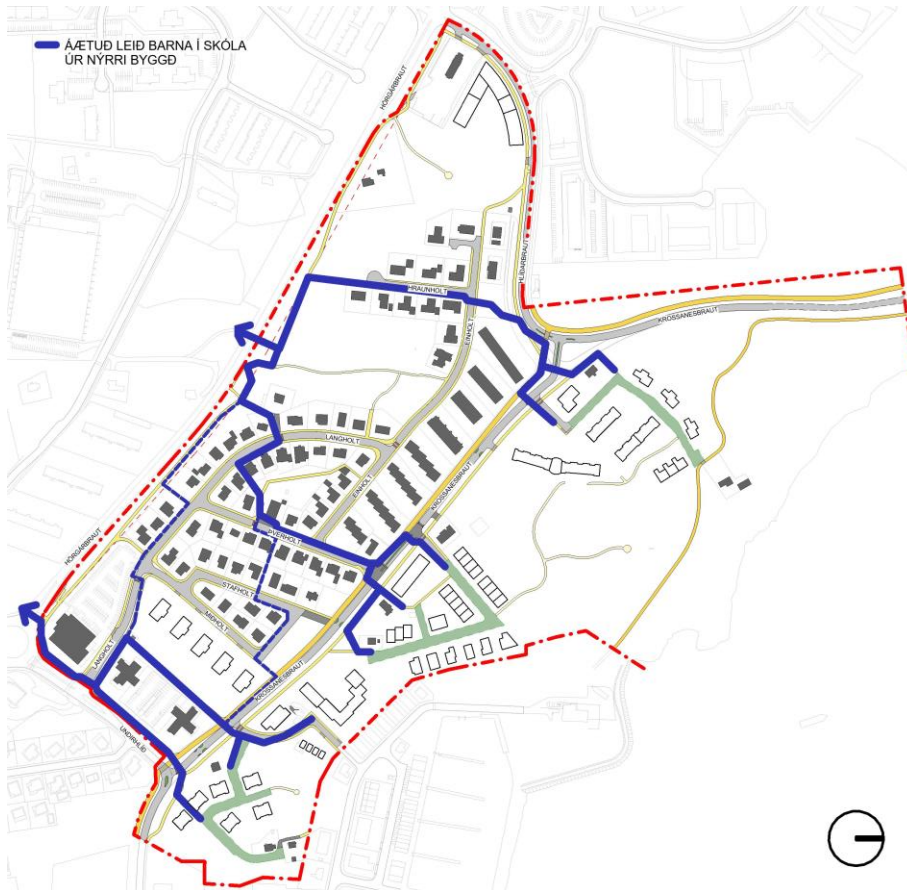 ÁÆTUÐ LEIÐ BARNA Í SKÓLA
ÚR NÝRRI BYGGÐ
HÖRGÁRBRAUT
HLÍÐARBRAUT
HRAUNHOLT
KROSSANESBRAUT
EINHOLT
LANGHOLT
EINHOLT
KROSSANESBRAUT
ÞVERHOLT
HÖRGÁRBRAUT
STAFHOLT
MIÐHOLT
LANGHOLT
KROSSANESBRAUT
UNDIRHLÍÐ